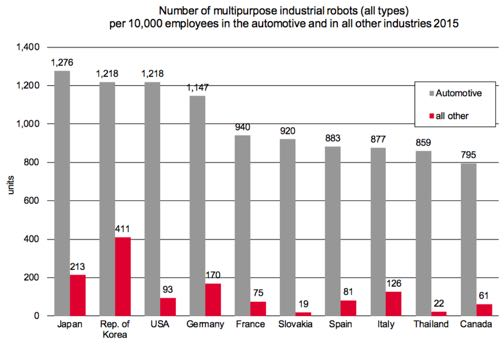 Number of multipurpose industrial robots (all types)
per 10,000 employees in the automotive and in all other industries 2015
units
1,400
1,200
1,000
800
600
400
200
0
1,276
1,218
1,218
1,147
940
920
883
877
859
795
213
411
93
170
75
19
81
126
22
61
Automotive
all other
Japan
Rep. of
Korea
USA
Germany
France
Slovakia
Spain
Italy
Thailand
Canada